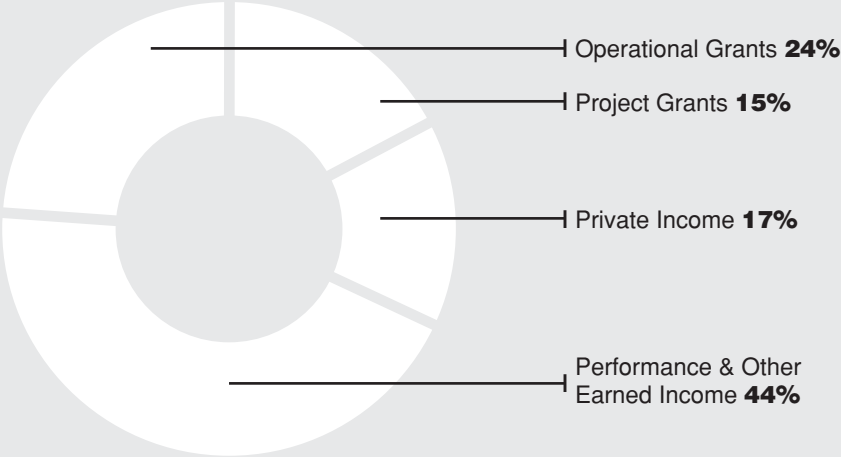 Operational Grants 24%
Project Grants 15%
Private Income 17%
Performance & Other
Earned Income 44%